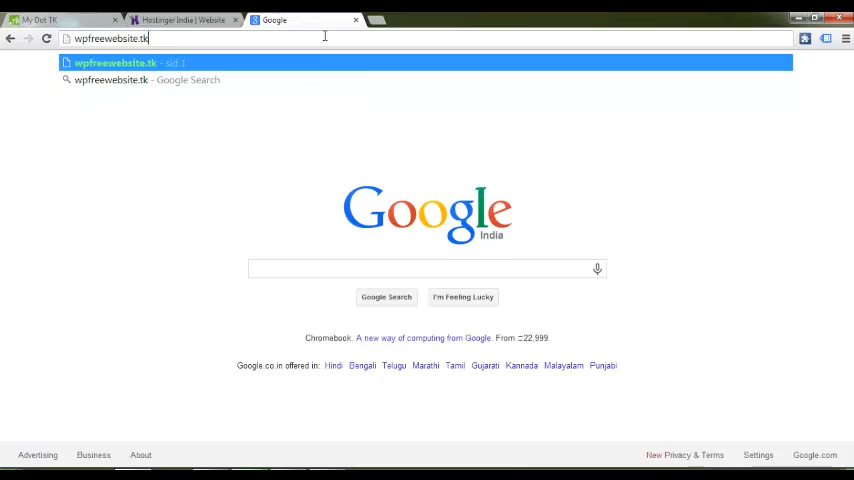 My Dot TK
Hostinger India | Website
Google
wpfreewebsite.tk
wpfreewebsite.tk - sid 1
wpfreewebsite.tk - Google Search
Google
India
Google Search
I'm Feeling Lucky
Chromebook. A new way of computing from Google. From 22,999.
Google.co.in offered in: Hindi Bengali Telugu Marathi Tamil Gujarati Kannada Malayalam Punjabi
Advertising Business About New Privacy & Terms Settings Google.com